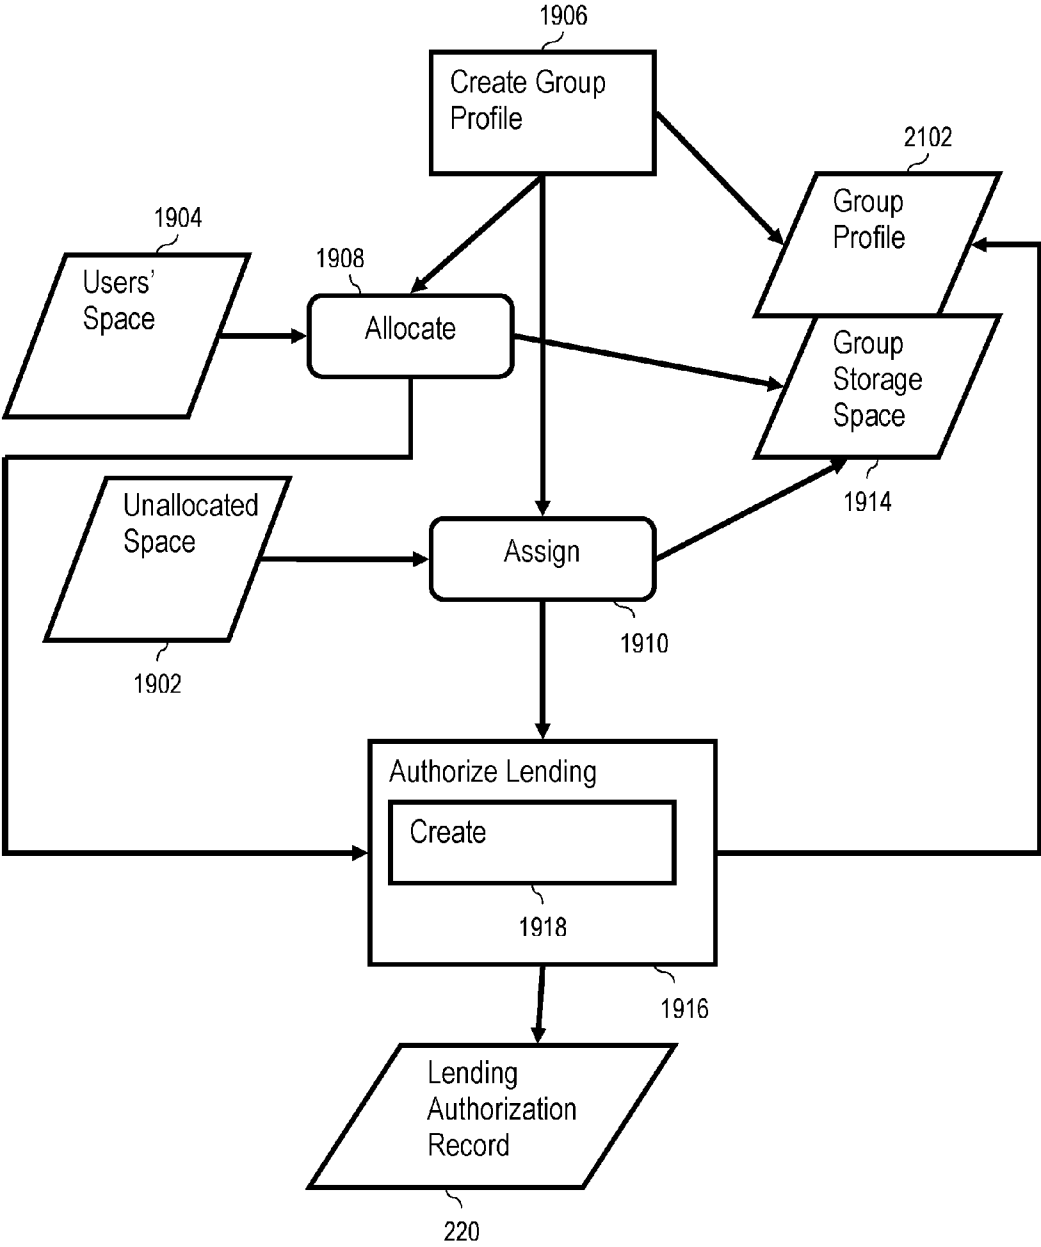 1906
Create Group
Profile
2102
Group
Profile
1904
Users’
Space
1908
Allocate
Group
Storage
Space
1914
Unallocated
Space
1902
Assign
1910
Authorize Lending
Create
1918
1916
Lending
Authorization
Record
220